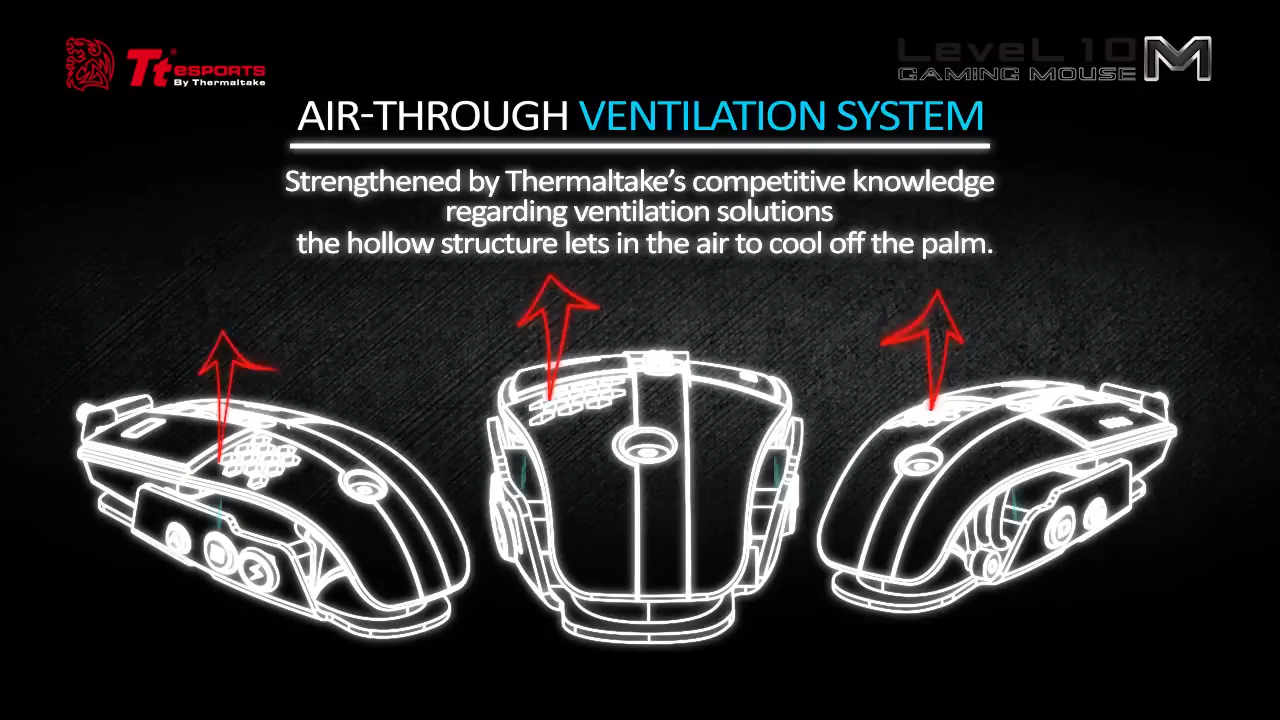 Tt eSPORTS
By Thermaltake
LeveL 10
GAMING MOUSE M
AIR-THROUGH VENTILATION SYSTEM
Strengthened by Thermaltake’s competitive knowledge
regarding ventilation solutions
the hollow structure lets in the air to cool off the palm.